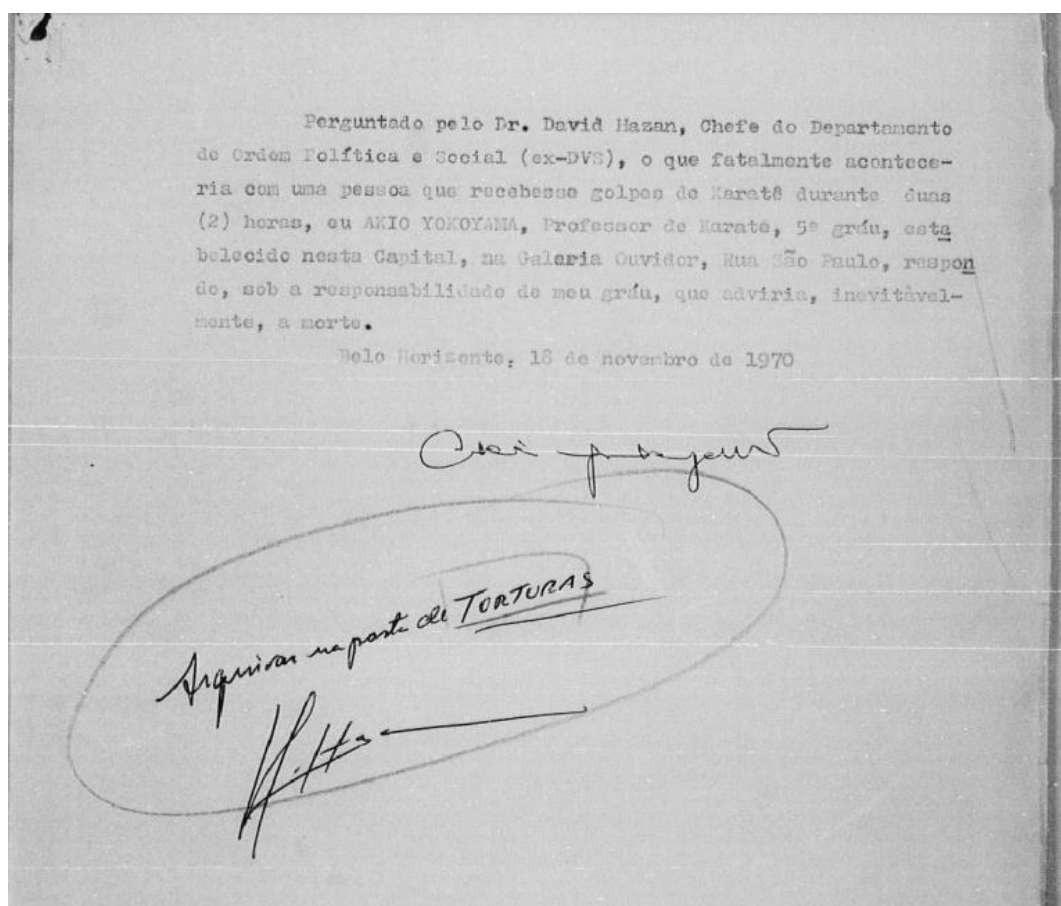 Perguntado pelo Dr. David Hazan, Chefe do Departamento
de Ordem Política e Social (ex-DVS), o que fatalmente acontece-
ria com uma pessoa que recebesse golpes de Karatê durante duas
(2) horas, eu AKIO YOKOYAMA, Professor de Karatê, 5º gráu, esta
belecido nesta Capital, na Galeria Ouvidor, Rua São Paulo, respon
do, sob a responsabilidade de meu gráu, que adviria, inevitàvel-
mente, a morte.
Belo Horizonte, 18 de novembro de 1970
Arquivar na pasta de TORTURAS